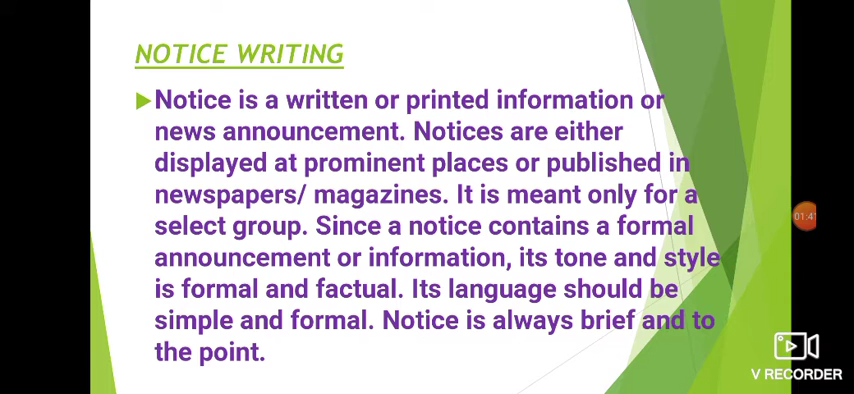 NOTICE WRITING
Notice is a written or printed information or
news announcement. Notices are either
displayed at prominent places or published in
newspapers/ magazines. It is meant only for a
select group. Since a notice contains a formal
announcement or information, its tone and style
is formal and factual. Its language should be
simple and formal. Notice is always brief and to
the point.
01:41
V RECORDER